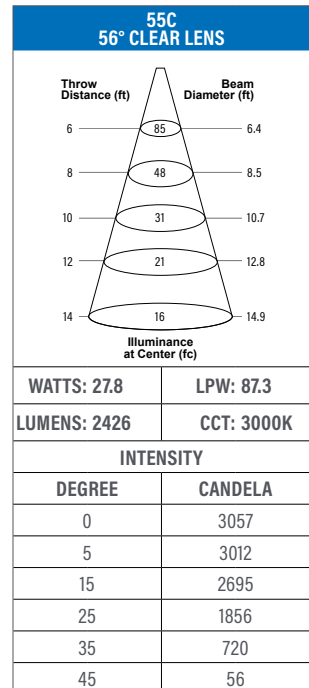 55C
56° CLEAR LENS
Throw Distance (ft)
Beam Diameter (ft)
6 85 6.4
8 48 8.5
10 31 10.7
12 21 12.8
14 16 14.9
Illuminance
at Center (fc)
WATTS: 27.8 LPW: 87.3
LUMENS: 2426 CCT: 3000K
INTENSITY
DEGREE CANDELA
0 3057
5 3012
15 2695
25 1856
35 720
45 56